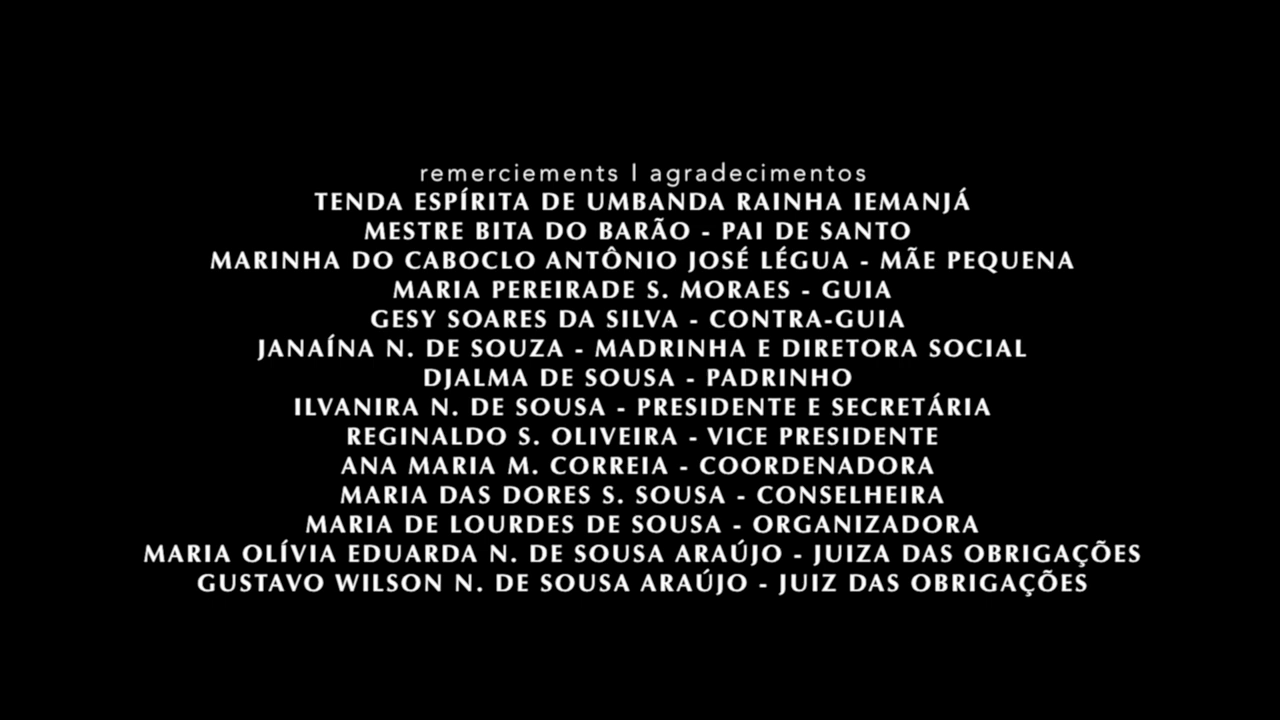 remerciements I agradecimentos
TENDA ESPÍRITA DE UMBANDA RAINHA IEMANJÁ
MESTRE BITA DO BARÃO - PAI DE SANTO
MARINHA DO CABOCLO ANTÔNIO JOSÉ LÉGUA - MÃE PEQUENA
MARIA PEREIRADE S. MORAES - GUIA
GESY SOARES DA SILVA - CONTRA-GUIA
JANAÍNA N. DE SOUZA - MADRINHA E DIRETORA SOCIAL
DJALMA DE SOUSA - PADRINHO
ILVANIRA N. DE SOUSA - PRESIDENTE E SECRETÁRIA
REGINALDO S. OLIVEIRA - VICE PRESIDENTE
ANA MARIA M. CORREIA - COORDENADORA
MARIA DAS DORES S. SOUSA - CONSELHEIRA
MARIA DE LOURDES DE SOUSA - ORGANIZADORA
MARIA OLÍVIA EDUARDA N. DE SOUSA ARAÚJO - JUIZA DAS OBRIGAÇÕES
GUSTAVO WILSON N. DE SOUSA ARAÚJO - JUIZ DAS OBRIGAÇÕES